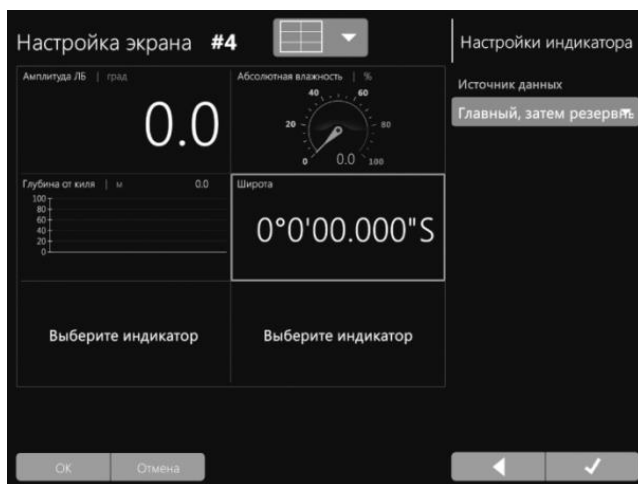 Настройка экрана #4
Настройки индикатора
Амплитуда ЛБ | град
0.0
Абсолютная влажность | %
40 60
20 80
0 0.0 100
Источник данных
Главный, затем резервн
Глубина от киля | м 0.0
100
80
60
40
20
0
Широта
0°0'00.000"S
Выберите индикатор
Выберите индикатор
ОК
Отмена